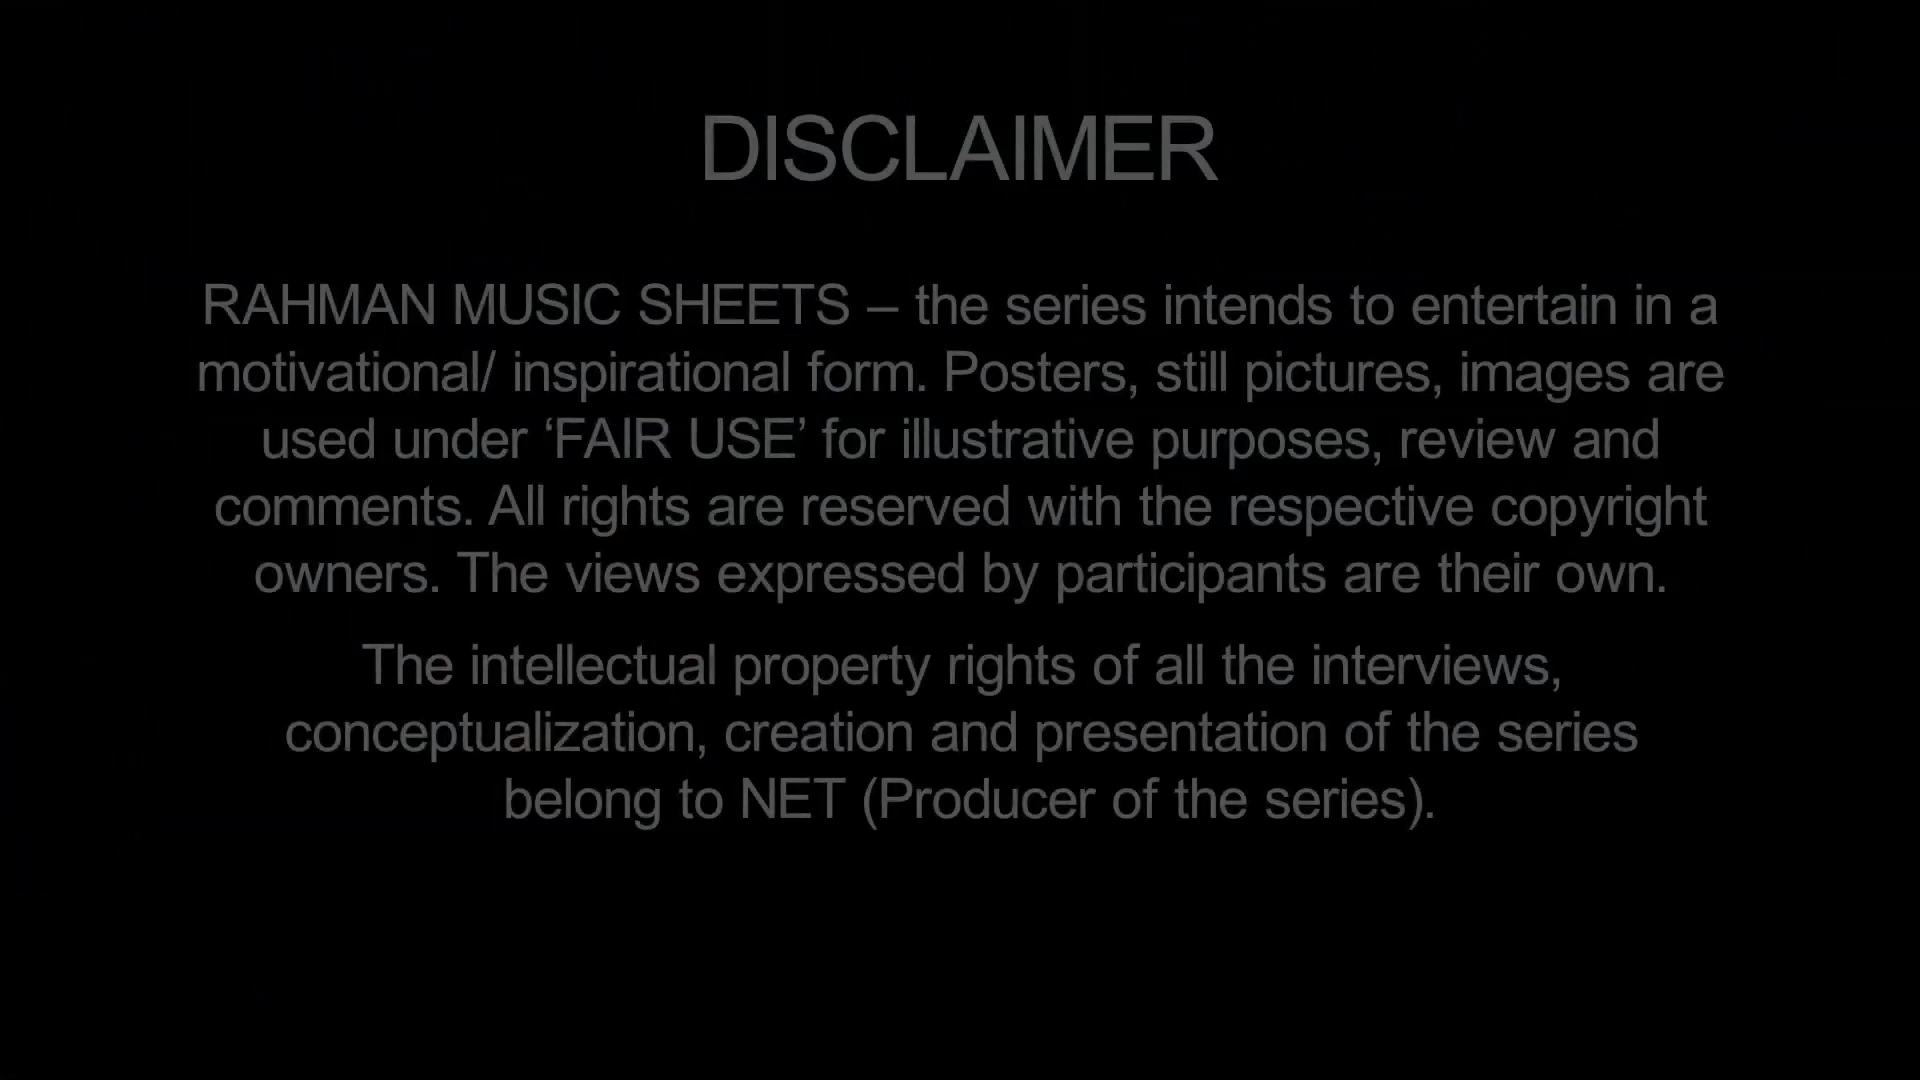 DISCLAIMER
RAHMAN MUSIC SHEETS – the series intends to entertain in a
motivational/ inspirational form. Posters, still pictures, images are
used under ‘FAIR USE’ for illustrative purposes, review and
comments. All rights are reserved with the respective copyright
owners. The views expressed by participants are their own.
The intellectual property rights of all the interviews,
conceptualization, creation and presentation of the series
belong to NET (Producer of the series).